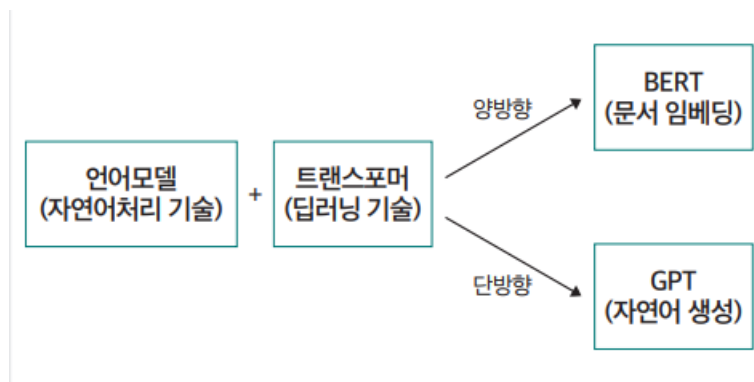 언어모델
(자연어처리 기술)
+
트랜스포머
(딥러닝 기술)
양방향
BERT
(문서 임베딩)
단방향
GPT
(자연어 생성)